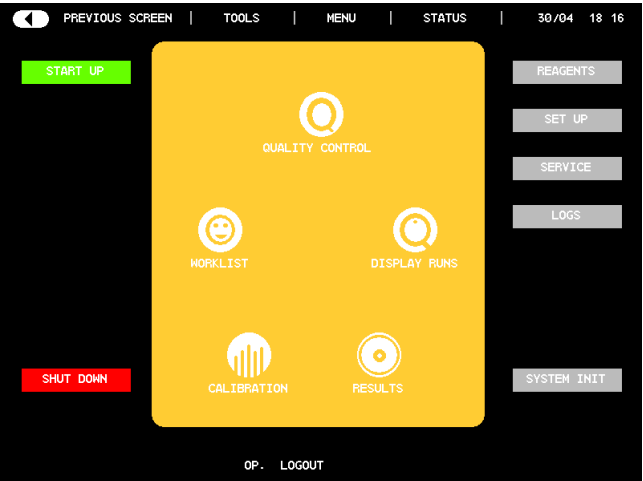 PREVIOUS SCREEN | TOOLS | MENU | STATUS | 30/04 18 16
START UP
REAGENTS
SET UP
QUALITY CONTROL
SERVICE
LOGS
WORKLIST
DISPLAY RUNS
SHUT DOWN
SYSTEM INIT
CALIBRATION
RESULTS
OP. LOGOUT